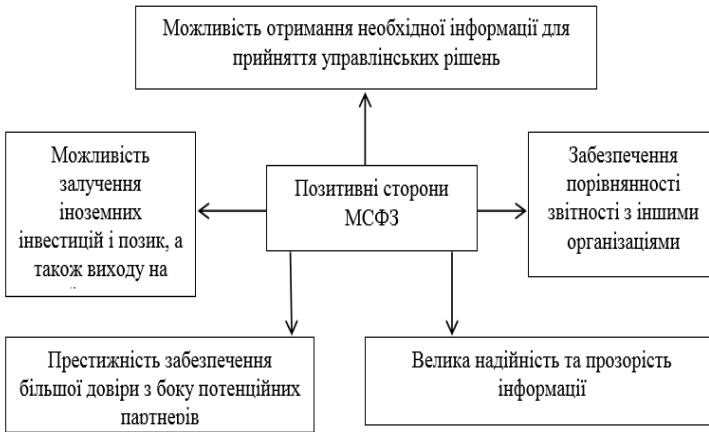 Можливість отримання необхідної інформації для
прийняття управлінських рішень
Можливість
залучення
іноземних
інвестицій і позик, а
також виходу на
Позитивні сторони
МСФЗ
Забезпечення
порівнянності
звітності з іншими
організаціями
Престижність забезпечення
більшої довіри з боку потенційних
партнерів
Велика надійність та прозорість
інформації